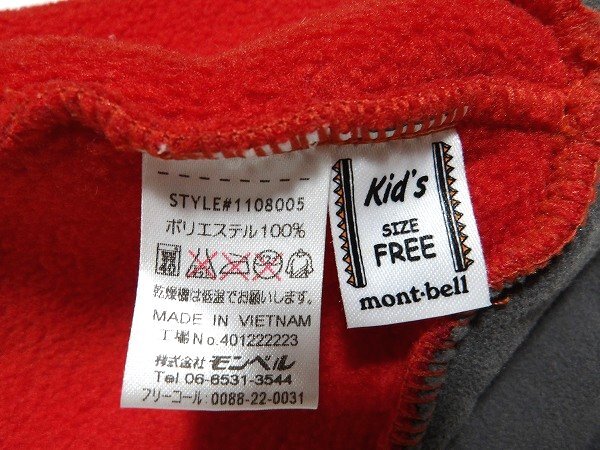 STYLE#1108005
ポリエステル100%
乾燥機は低温でお願いします。
MADE IN VIETNAM
工場No.401222223
株式会社 モンベル
Tel 06-6531-3544
フリーコール:0088-22-0031
Kid's
SIZE
FREE
mont-bell